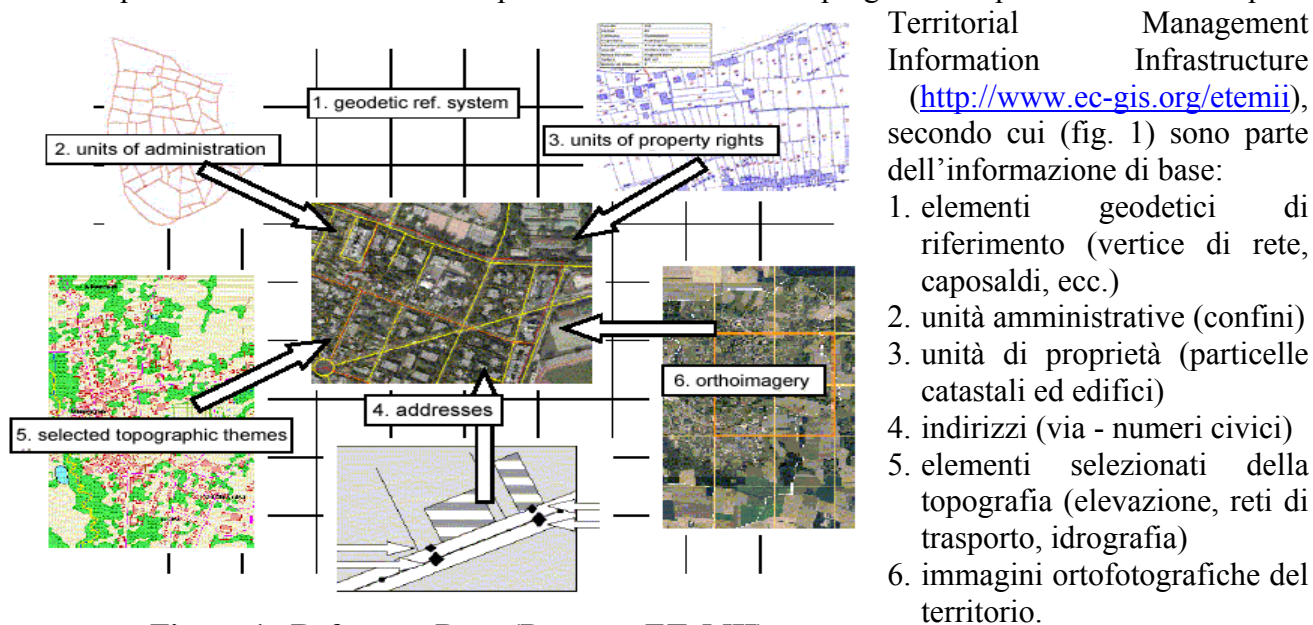 1. geodetic ref. system
2. units of administration
3. units of property rights
4. addresses
5. selected topographic themes
6. orthoimagery
Territorial Management
Information Infrastructure
(http://www.ec-gis.org/etemii),
secondo cui (fig. 1) sono parte
dell’informazione di base:
1. elementi geodetici di
riferimento (vertice di rete,
caposaldi, ecc.)
2. unità amministrative (confini)
3. unità di proprietà (particelle
catastali ed edifici)
4. indirizzi (via - numeri civici)
5. elementi selezionati della
topografia (elevazione, reti di
trasporto, idrografia)
6. immagini ortofotografiche del
territorio.